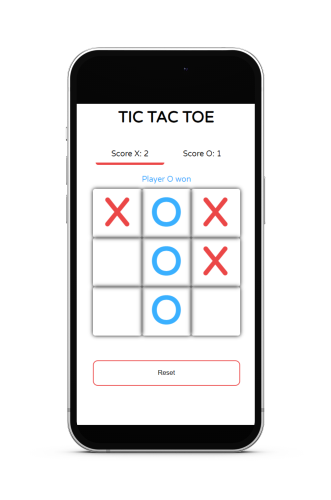 TIC TAC TOE
Score X: 2 Score O: 1
Player O won
X O X
O X
O
Reset